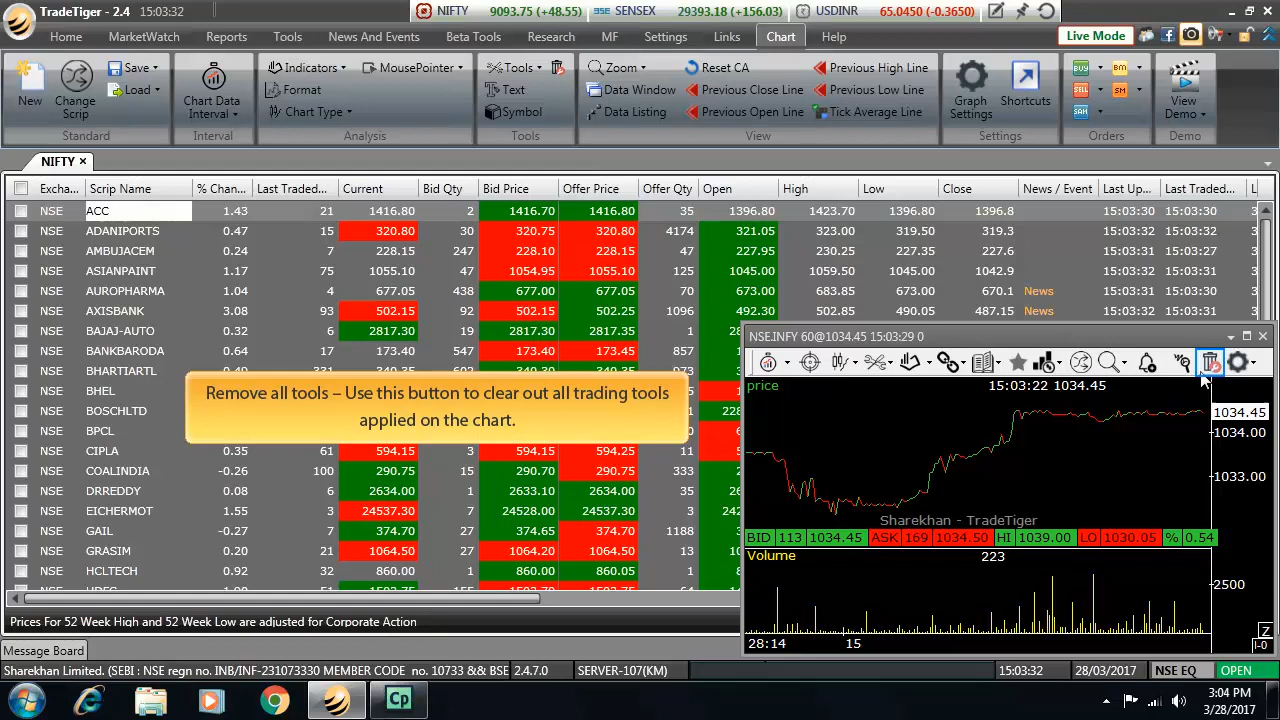 TradeTiger - 2.4 15:03:32 NIFTY 9093.75 (+48.55) NSE SENSEX 29393.18 (+156.03) USDINR 65.0450 (-0.3650)
Home MarketWatch Reports Tools News And Events Beta Tools Research MF Settings Links Chart Help Live Mode
New
Change Scrip
Save
Load
Standard
Chart Data Interval
Interval
Indicators MousePointer
Format
Chart Type
Analysis
Tools
Text
Symbol
Tools
Zoom Reset CA Previous High Line
Data Window Previous Close Line Previous Low Line
Data Listing Previous Open Line Tick Average Line
View
Graph Settings
Shortcuts
Settings
BUY BM
SELL SM
SAM
Orders
View Demo
Demo
NIFTY ×
Excha... Scrip Name % Chan... Last Traded... Current Bid Qty Bid Price Offer Price Offer Qty Open High Low Close News / Event Last Up... Last Traded... L
NSE ACC 1.43 21 1416.80 2 1416.70 1416.80 35 1396.80 1423.70 1396.80 1396.8 15:03:30 15:03:30 3
NSE ADANIPORTS 0.47 15 320.80 30 320.75 320.80 4174 321.05 323.00 319.30 319.3 15:03:32 15:03:32 3
NSE AMBUJACEM 0.24 7 228.15 247 228.10 228.15 47 227.95 230.25 227.35 227.6 15:03:32 15:03:27 3
NSE ASIANPAINT 1.17 75 1055.10 47 1054.95 1055.10 125 1045.00 1059.50 1045.00 1042.9 15:03:32 15:03:31 3
NSE AUROPHARMA 1.04 4 677.05 438 677.00 677.05 70 673.00 683.75 673.00 670.1 News 15:03:31 15:03:30 3
NSE AXISBANK 3.08 93 502.15 92 502.15 502.25 96 492.30 505.85 490.05 487.15 News 15:03:32 15:03:31 3
NSE BAJAJ-AUTO 0.32 6 2817.30 19 2817.30 2817.35 1
NSE BANKBARODA 0.64 17 173.40 547 173.40 173.45 857
NSE BHARTIARTL
NSE BHEL
NSE BOSCHLTD
NSE BPCL
Remove all tools – Use this button to clear out all trading tools
applied on the chart.
NSE CIPLA 0.35 61 594.15 3 594.15 594.25 11
NSE COALINDIA -0.26 100 290.75 15 290.70 290.75 333
NSE DRREDDY 0.08 6 2634.00 1 2633.10 2634.00 35
NSE EICHERMOT 0.33 3 24537.30 7 24528.00 24537.30 3
NSE GAIL -0.27 7 374.70 27 374.65 374.70 1188
NSE GRASIM 0.20 21 1064.50 27 1064.20 1064.50 13
NSE HCLTECH 0.92 32 860.00 1 860.00 860.05 1
NSE.INFY 60@1034.45 15:03:29 0
price 15:03:22 1034.45
1034.45
1034.00
1033.00
Sharekhan - TradeTiger
BID 113 1034.45 ASK 169 1034.50 HI 1039.00 LO 1030.05 % 0.54
Volume 223
2500
28:14 15
Z
I-0
Prices For 52 Week High and 52 Week Low are adjusted for Corporate Action
Message Board
Sharekhan Limited. (SEBI : NSE regn no. INB/INF-231073330 MEMBER CODE no. 10733 && BSE 2.4.7.0 SERVER-107(KM) 15:03:32 28/03/2017 NSE EQ OPEN
Cp
3:04 PM
3/28/2017